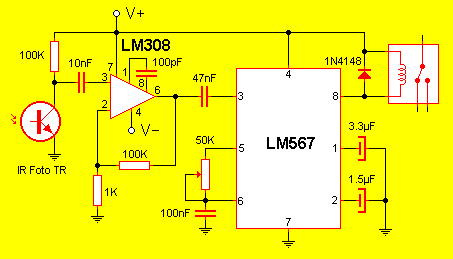 V+
LM308
100K
10nF
7
1
100pF
8
3
6
2
4
V−
47nF
3
4
1N4148
8
LM567
50K
5
1
3.3µF
IR Foto TR
100K
1K
100nF
6
2
1.5µF
7